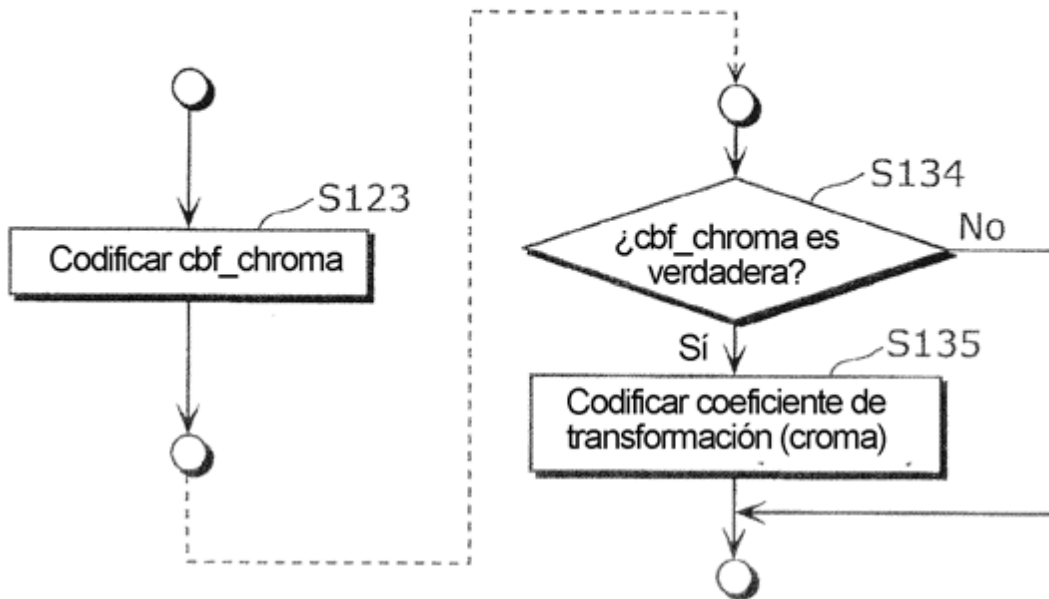 S123
Codificar cbf_chroma
S134
¿cbf_chroma es
verdadera?
No
Sí
S135
Codificar coeficiente de
transformación (croma)